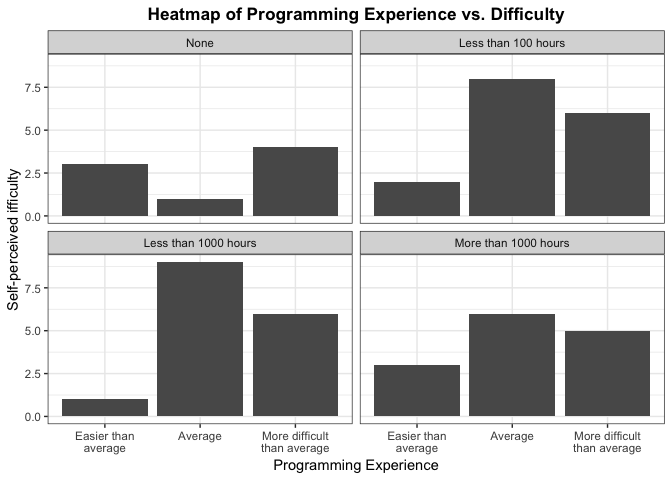 Heatmap of Programming Experience vs. Difficulty
None
Less than 100 hours
7.5
5.0
2.5
0.0
Less than 1000 hours
More than 1000 hours
7.5
5.0
2.5
0.0
Self-perceived ifficulty
Easier than
average
Average
More difficult
than average
Easier than
average
Average
More difficult
than average
Programming Experience